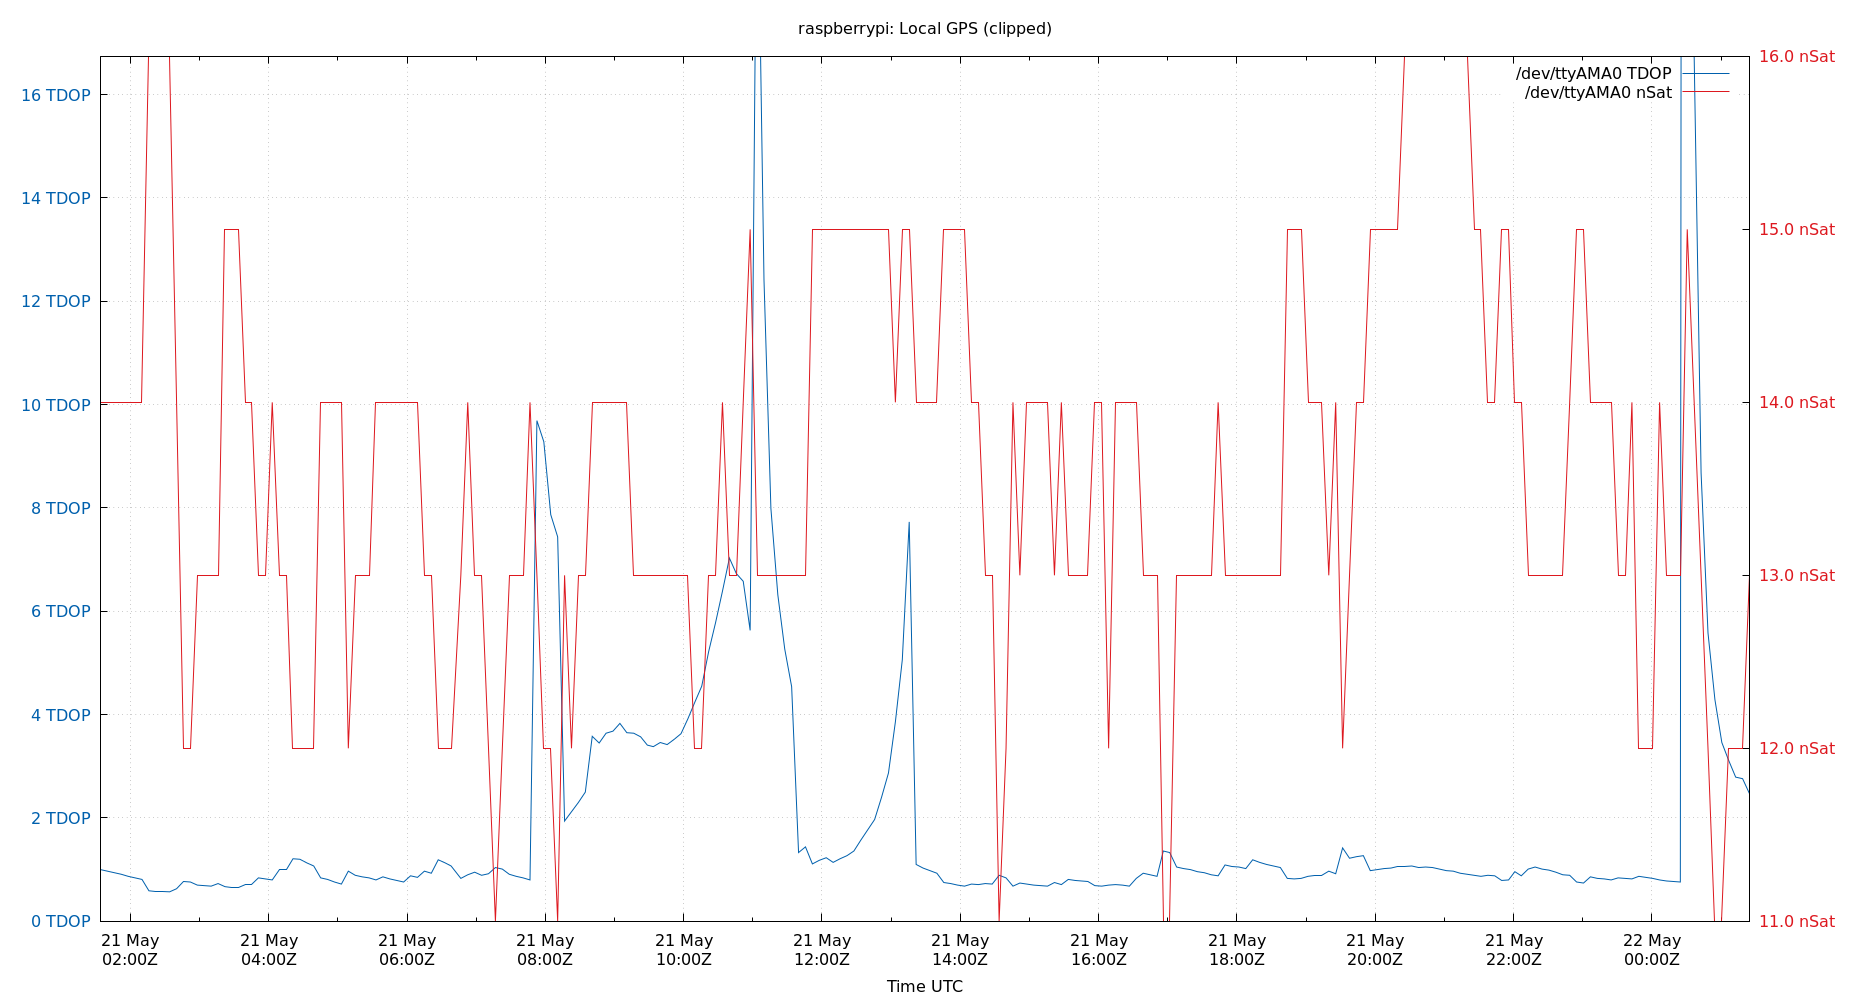 raspberrypi: Local GPS (clipped)
/dev/ttyAMA0 TDOP
/dev/ttyAMA0 nSat
16 TDOP
14 TDOP
12 TDOP
10 TDOP
8 TDOP
6 TDOP
4 TDOP
2 TDOP
0 TDOP
16.0 nSat
15.0 nSat
14.0 nSat
13.0 nSat
12.0 nSat
11.0 nSat
21 May 21 May 21 May 21 May 21 May 21 May 21 May 21 May 21 May 21 May 21 May 22 May
02:00Z 04:00Z 06:00Z 08:00Z 10:00Z 12:00Z 14:00Z 16:00Z 18:00Z 20:00Z 22:00Z 00:00Z
Time UTC